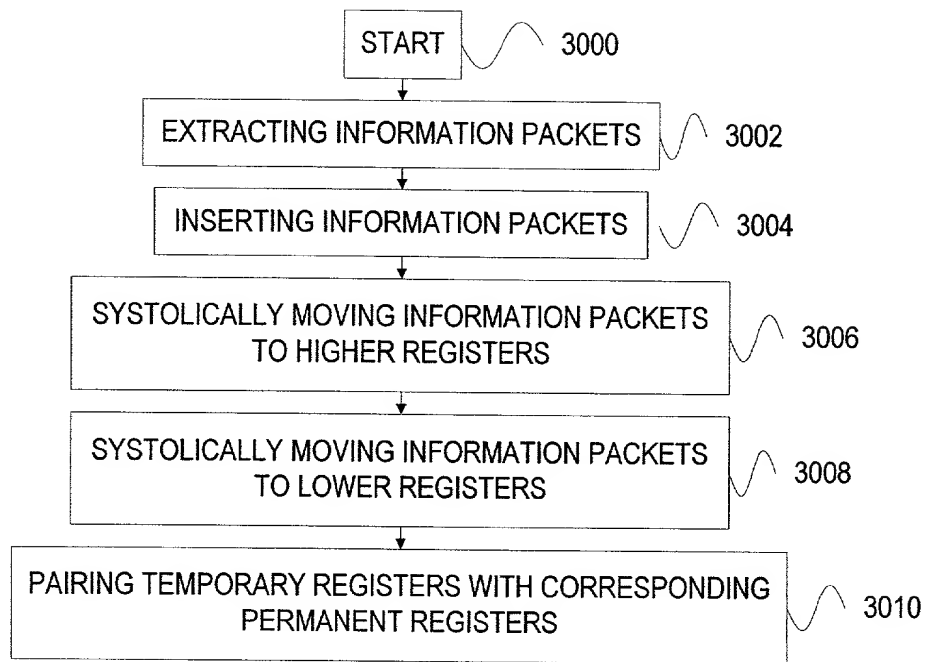 START
3000
EXTRACTING INFORMATION PACKETS
3002
INSERTING INFORMATION PACKETS
3004
SYSTOLICALLY MOVING INFORMATION PACKETS
TO HIGHER REGISTERS
3006
SYSTOLICALLY MOVING INFORMATION PACKETS
TO LOWER REGISTERS
3008
PAIRING TEMPORARY REGISTERS WITH CORRESPONDING
PERMANENT REGISTERS
3010